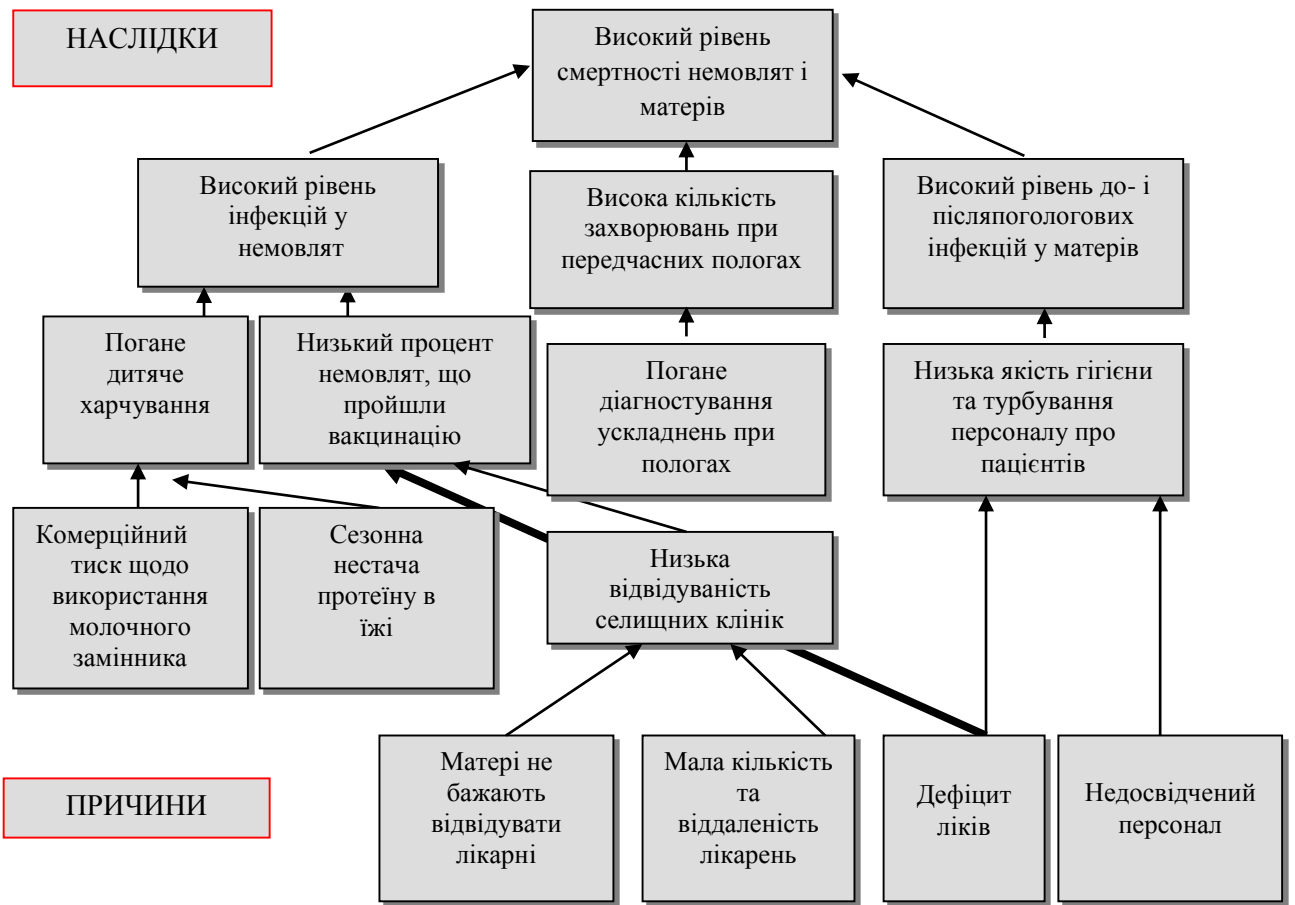 НАСЛІДКИ
Високий рівень
смертності немовлят і
матерів
Високий рівень
інфекцій у
немовлят
Висока кількість
захворювань при
передчасних пологах
Високий рівень до- і
післяпогологових
інфекцій у матерів
Погане
дитяче
харчування
Низький процент
немовлят, що
пройшли
вакцинацію
Погане
діагностування
ускладнень при
пологах
Низька якість гігієни
та турбування
персоналу про
пацієнтів
Комерційний
тиск щодо
використання
молочного
замінника
Сезонна
нестача
протеїну в
їжі
Низька
відвідуваність
селищних клінік
ПРИЧИНИ
Матері не
бажають
відвідувати
лікарні
Мала кількість
та
віддаленість
лікарень
Дефіцит
ліків
Недосвідчений
персонал